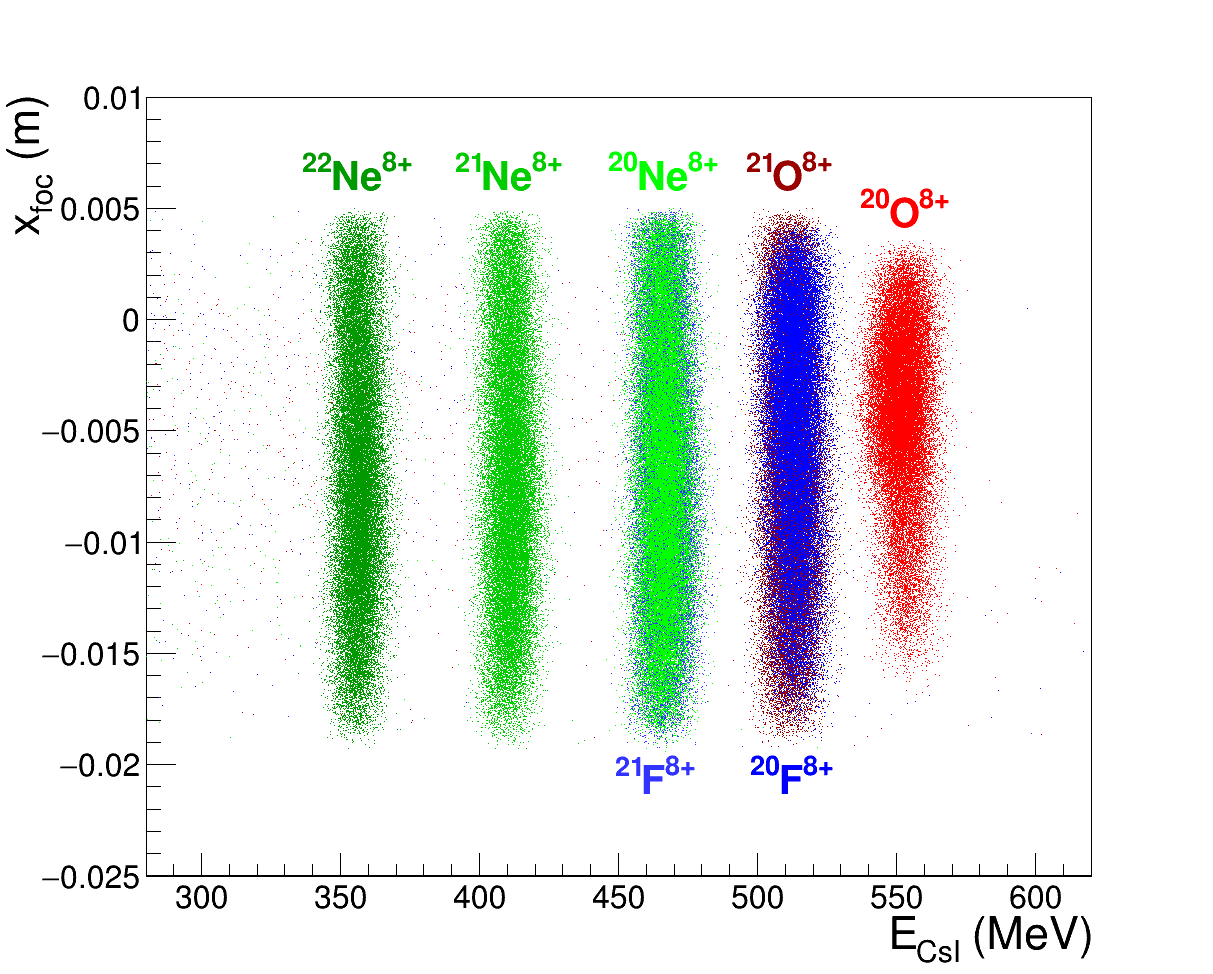 0.01
x_foc (m)
²²Ne⁸⁺ ²¹Ne⁸⁺ ²⁰Ne⁸⁺ ²¹O⁸⁺
²⁰O⁸⁺
0.005
0
−0.005
−0.01
−0.015
−0.02
²¹F⁸⁺ ²⁰F⁸⁺
−0.025
300 350 400 450 500 550 600
E_CsI (MeV)